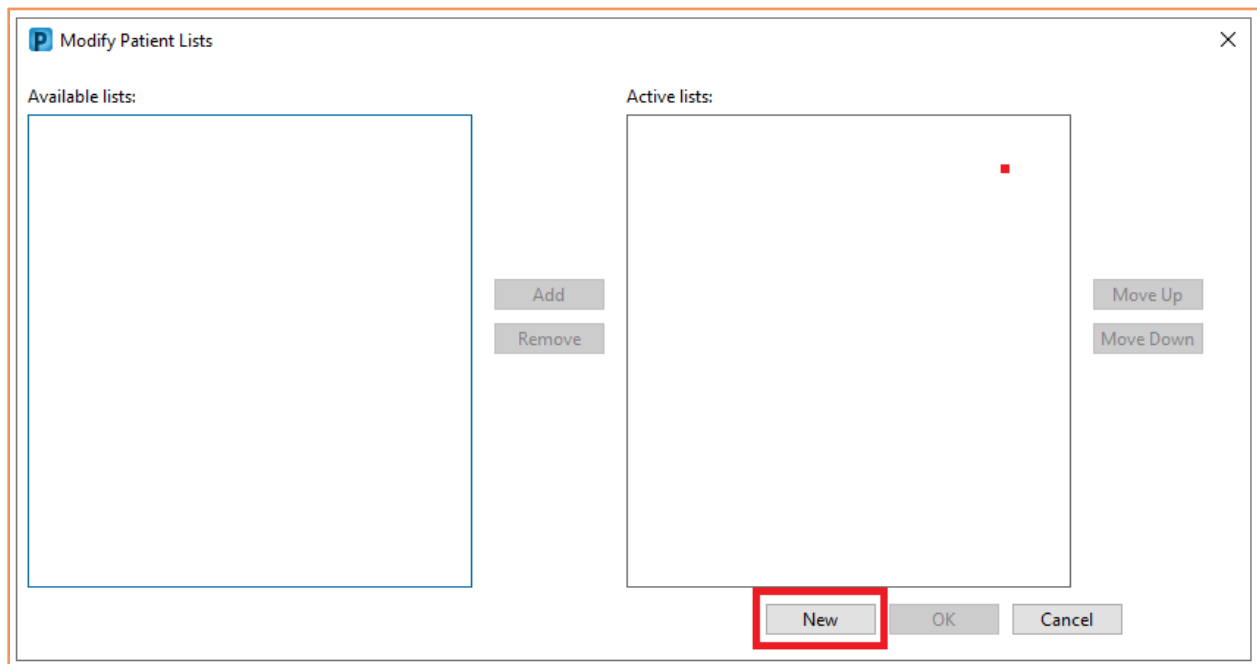 P Modify Patient Lists
Available lists:
Active lists:
Add
Remove
Move Up
Move Down
New
OK
Cancel